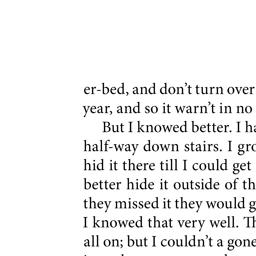 er-bed, and don't turn over
year, and so it warn't in no
But I knowed better. I ha
half-way down stairs. I gro
hid it there till I could get
better hide it outside of th
they missed it they would g
I knowed that very well. Th
all on; but I couldn't a gone